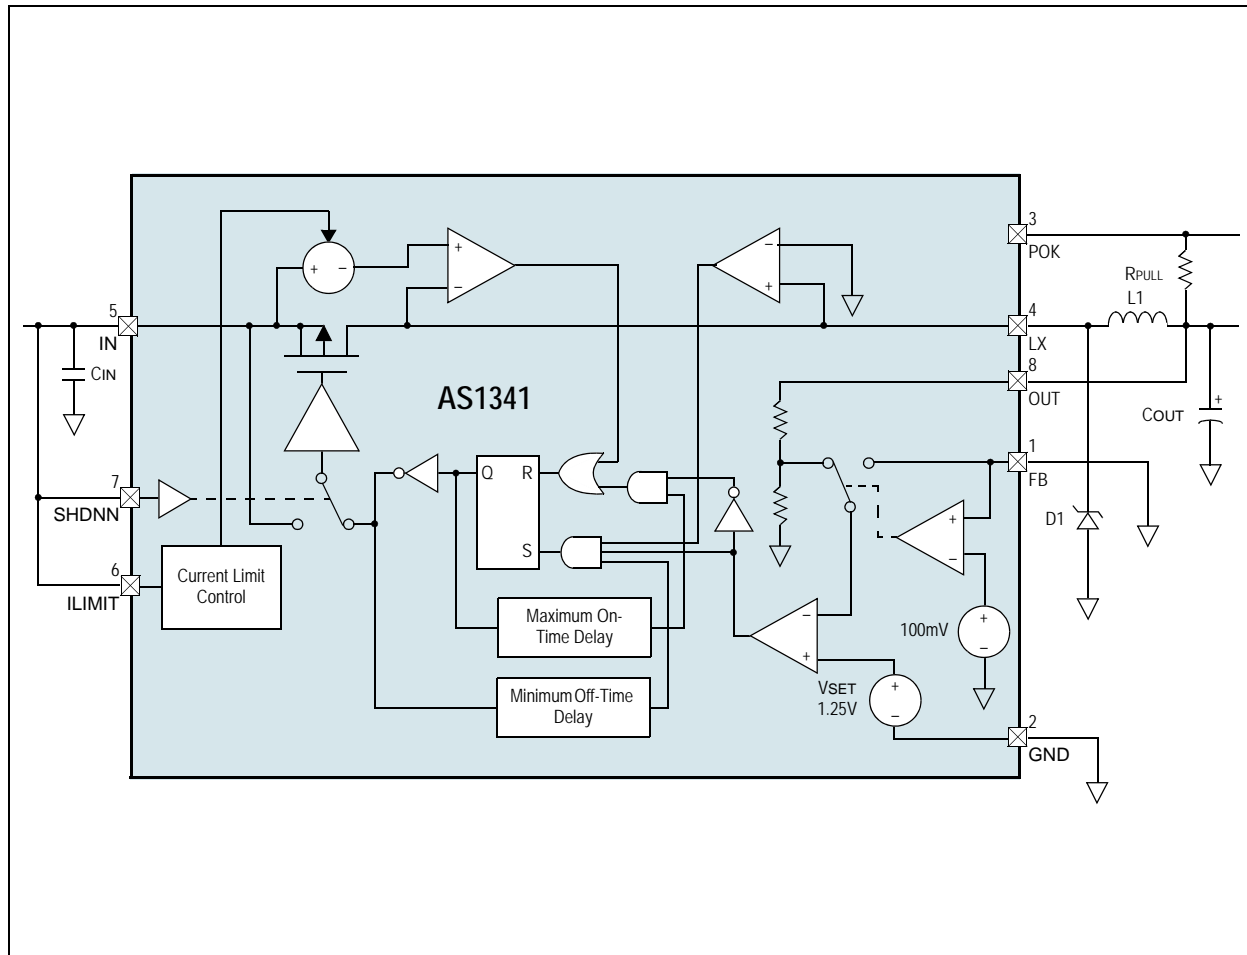 3
POK
RPULL
L1
5
IN
4
LX
CIN
8
OUT
AS1341
COUT
1
FB
Q
R
S
7
SHDNN
D1
6
ILIMIT
Current Limit
Control
Maximum On-
Time Delay
100mV
Minimum Off-Time
Delay
VSET
1.25V
2
GND
+
−
+
−
−
+
+
+
−
−
+
+
−
+
−